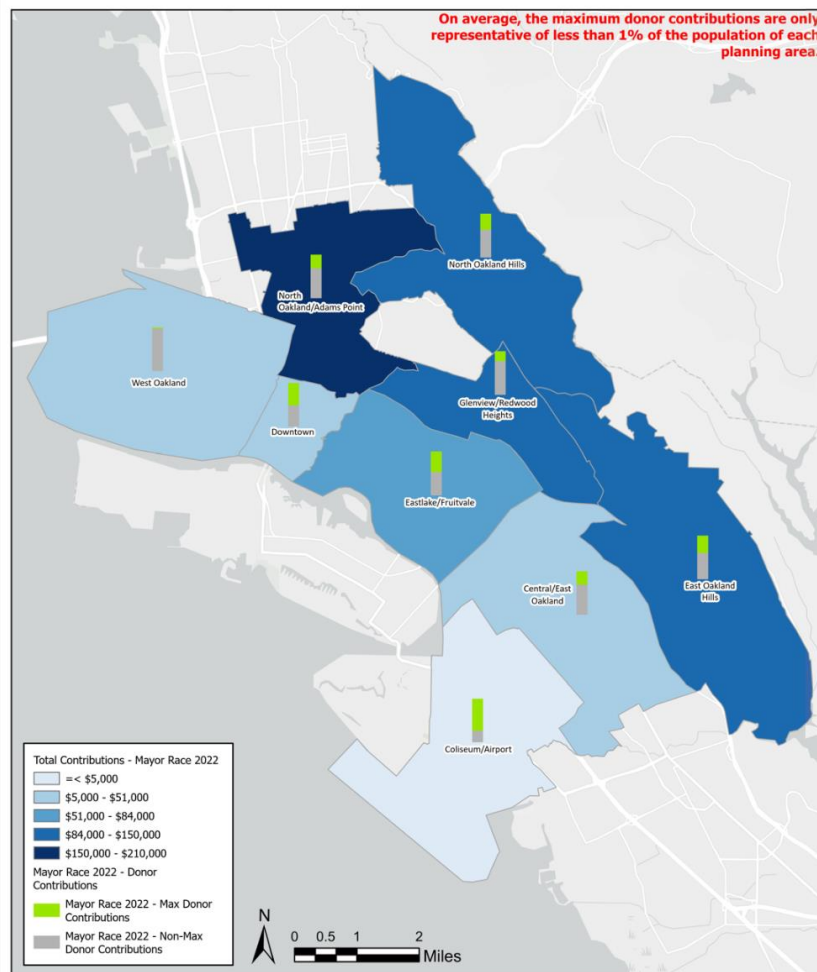 On average, the maximum donor contributions are only
representative of less than 1% of the population of each
planning area.
North Oakland Hills
North
Oakland/Adams Point
West Oakland
Glenview/Redwood
Heights
Downtown
Eastlake/Fruitvale
Central/East
Oakland
East Oakland
Hills
Coliseum/Airport
Total Contributions - Mayor Race 2022
=< $5,000
$5,000 - $51,000
$51,000 - $84,000
$84,000 - $150,000
$150,000 - $210,000
Mayor Race 2022 - Donor
Contributions
Mayor Race 2022 - Max Donor
Contributions
Mayor Race 2022 - Non-Max
Donor Contributions
N
0 0.5 1 2
Miles